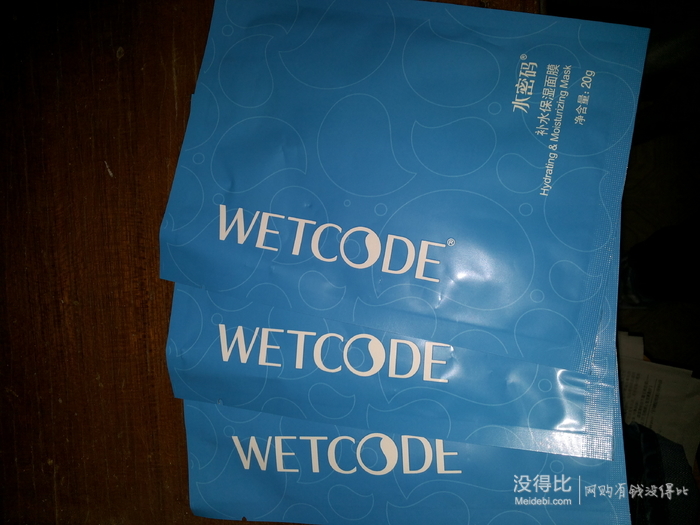 水密码®
补水保湿面膜
Hydrating & Moisturizing Mask
净含量: 20g
WETCODE®
WETCODE
WETCODE
没得比
Meidebi.com
网购有钱没得比